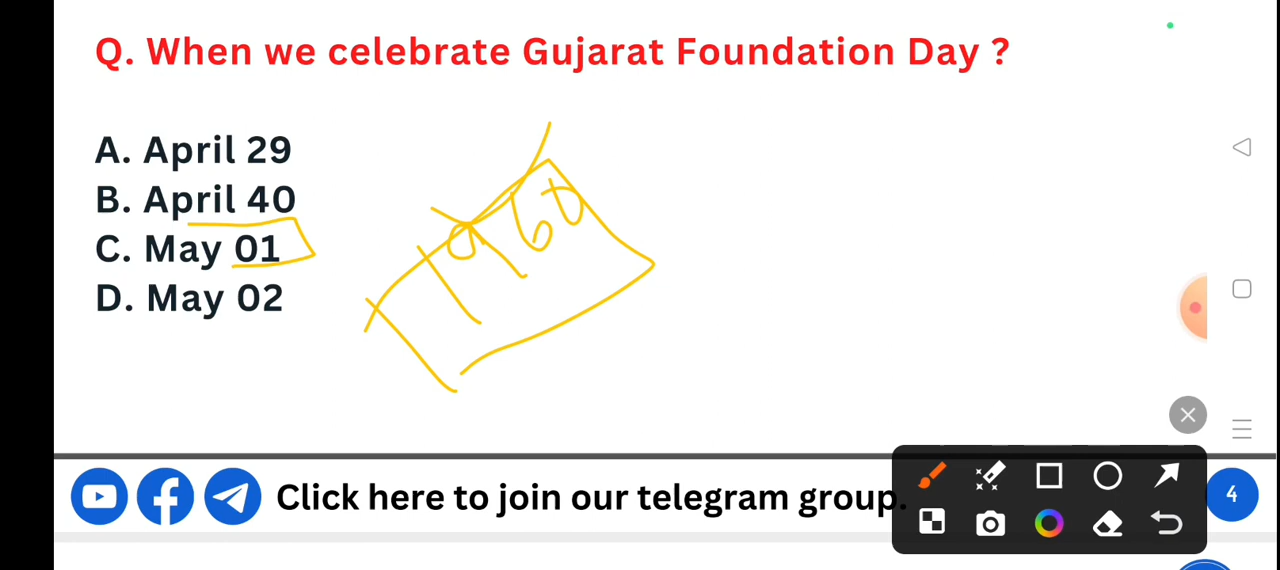 Q. When we celebrate Gujarat Foundation Day ?
A. April 29
B. April 40
C. May 01
D. May 02
1960
Click here to join our telegram group.
4